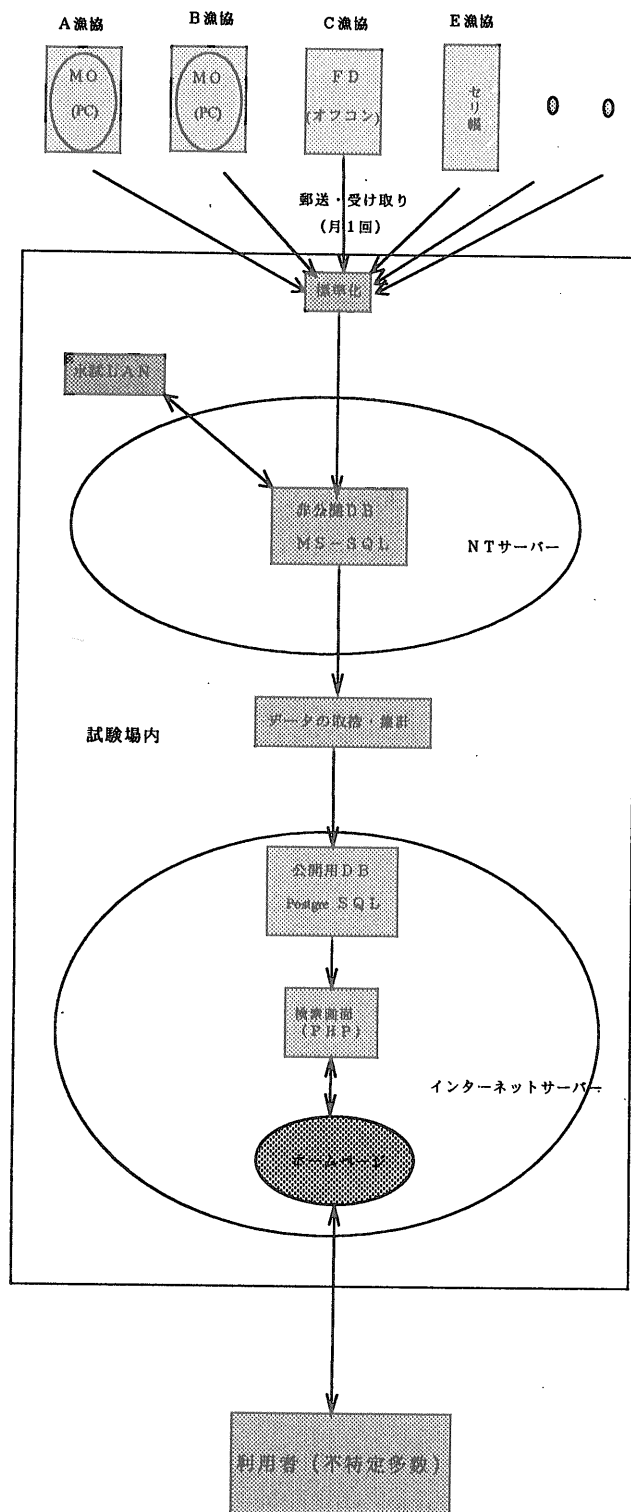 A漁協 B漁協 C漁協 E漁協
MO MO FD セリ帳
(PC) (PC) (オフコン)
0 0
郵送・受け取り
(月1回)
標準化
水試LAN
非公開DB
MS-SQL
NTサーバー
データの取捨・集計
試験場内
公開用DB
Postgre SQL
検索画面
(PHP)
インターネットサーバー
ホームページ
利用者(不特定多数)